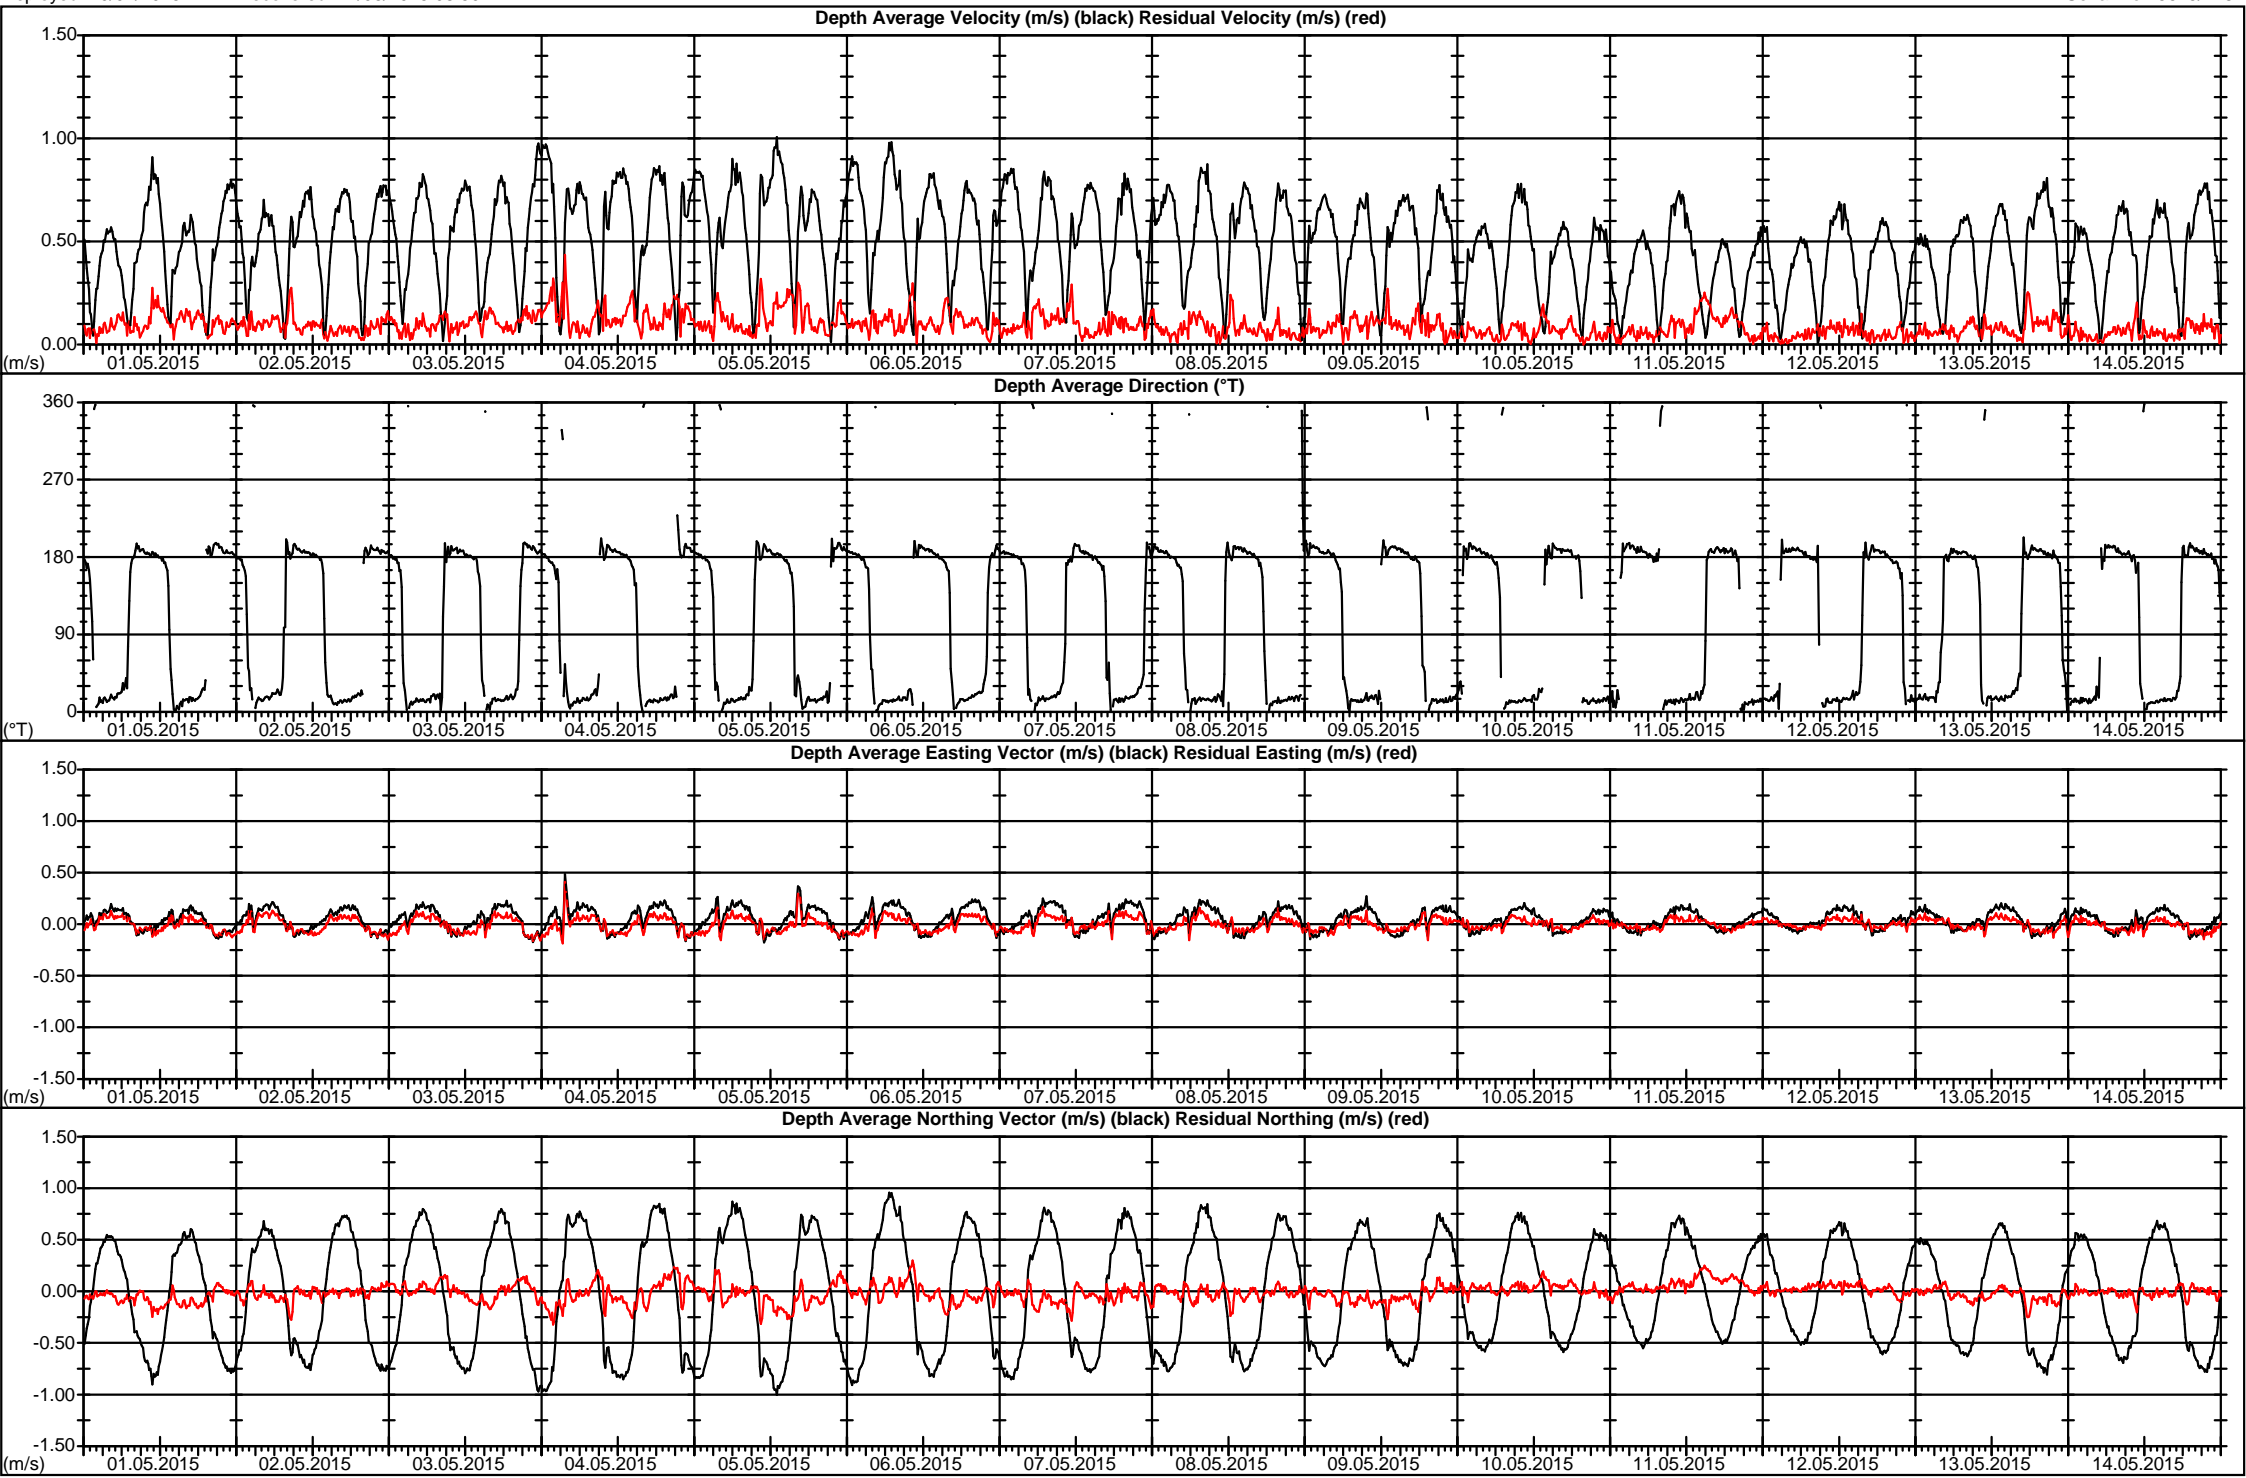 Depth Average Velocity (m/s) (black) Residual Velocity (m/s) (red)
1.50
1.00
0.50
0.00
(m/s)
01.05.2015 02.05.2015 03.05.2015 04.05.2015 05.05.2015 06.05.2015 07.05.2015 08.05.2015 09.05.2015 10.05.2015 11.05.2015 12.05.2015 13.05.2015 14.05.2015
Depth Average Direction (°T)
360
270
180
90
0
(°T)
01.05.2015 02.05.2015 03.05.2015 04.05.2015 05.05.2015 06.05.2015 07.05.2015 08.05.2015 09.05.2015 10.05.2015 11.05.2015 12.05.2015 13.05.2015 14.05.2015
Depth Average Easting Vector (m/s) (black) Residual Easting (m/s) (red)
1.50
1.00
0.50
0.00
-0.50
-1.00
-1.50
(m/s)
01.05.2015 02.05.2015 03.05.2015 04.05.2015 05.05.2015 06.05.2015 07.05.2015 08.05.2015 09.05.2015 10.05.2015 11.05.2015 12.05.2015 13.05.2015 14.05.2015
Depth Average Northing Vector (m/s) (black) Residual Northing (m/s) (red)
1.50
1.00
0.50
0.00
-0.50
-1.00
-1.50
(m/s)
01.05.2015 02.05.2015 03.05.2015 04.05.2015 05.05.2015 06.05.2015 07.05.2015 08.05.2015 09.05.2015 10.05.2015 11.05.2015 12.05.2015 13.05.2015 14.05.2015